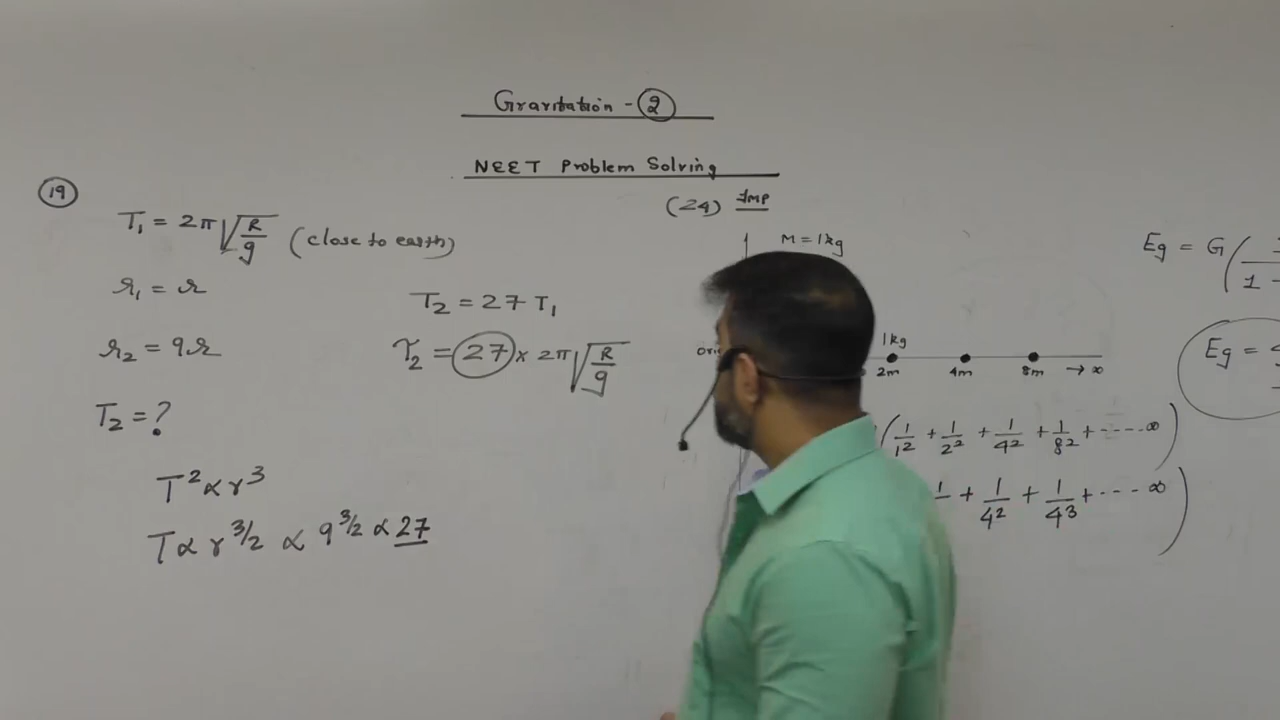 Gravitation - 2
NEET Problem Solving
19
T₁ = 2π√(R/g) (close to earth)
r₁ = r
r₂ = 9r
T₂ = ?
T² ∝ r³
T ∝ r^3/2 ∝ 9^3/2 ∝ 27
T₂ = 27 T₁
T₂ = 27 × 2π√(R/g)
(24) IMP
M = 1kg
1kg
2m 4m 8m → ∞
(1/1² + 1/2² + 1/4² + 1/8² + ---- ∞)
+ 1/4² + 1/4³ + --- ∞)
Eg = G(
1 -
Eg =